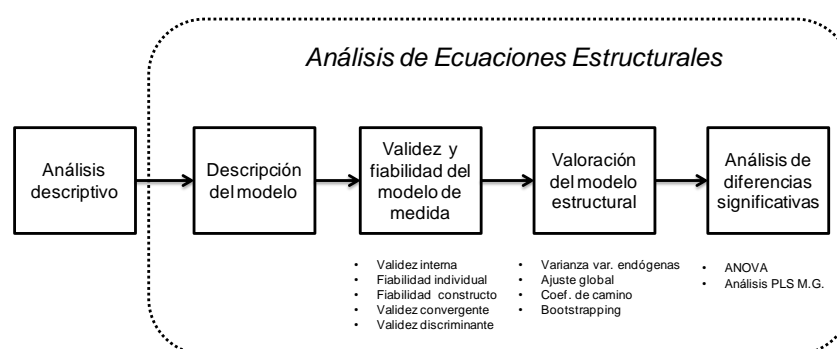 Análisis de Ecuaciones Estructurales
Análisis
descriptivo
Descripción
del modelo
Validez y
fiabilidad del
modelo de
medida
Valoración
del modelo
estructural
Análisis de
diferencias
significativas
• Validez interna
• Fiabilidad individual
• Fiabilidad constructo
• Validez convergente
• Validez discriminante
• Varianza var. endógenas
• Ajuste global
• Coef. de camino
• Bootstrapping
• ANOVA
• Análisis PLS M.G.